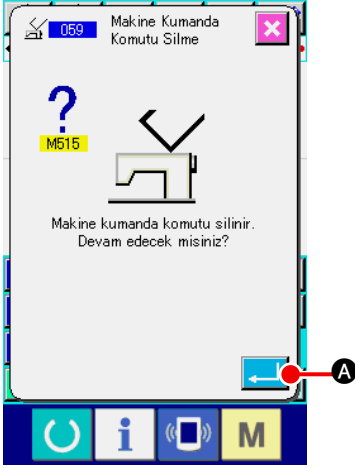 059
Makine Kumanda
Komutu Silme
?
M515
Makine kumanda komutu silinir.
Devam edecek misiniz?
A
i
M